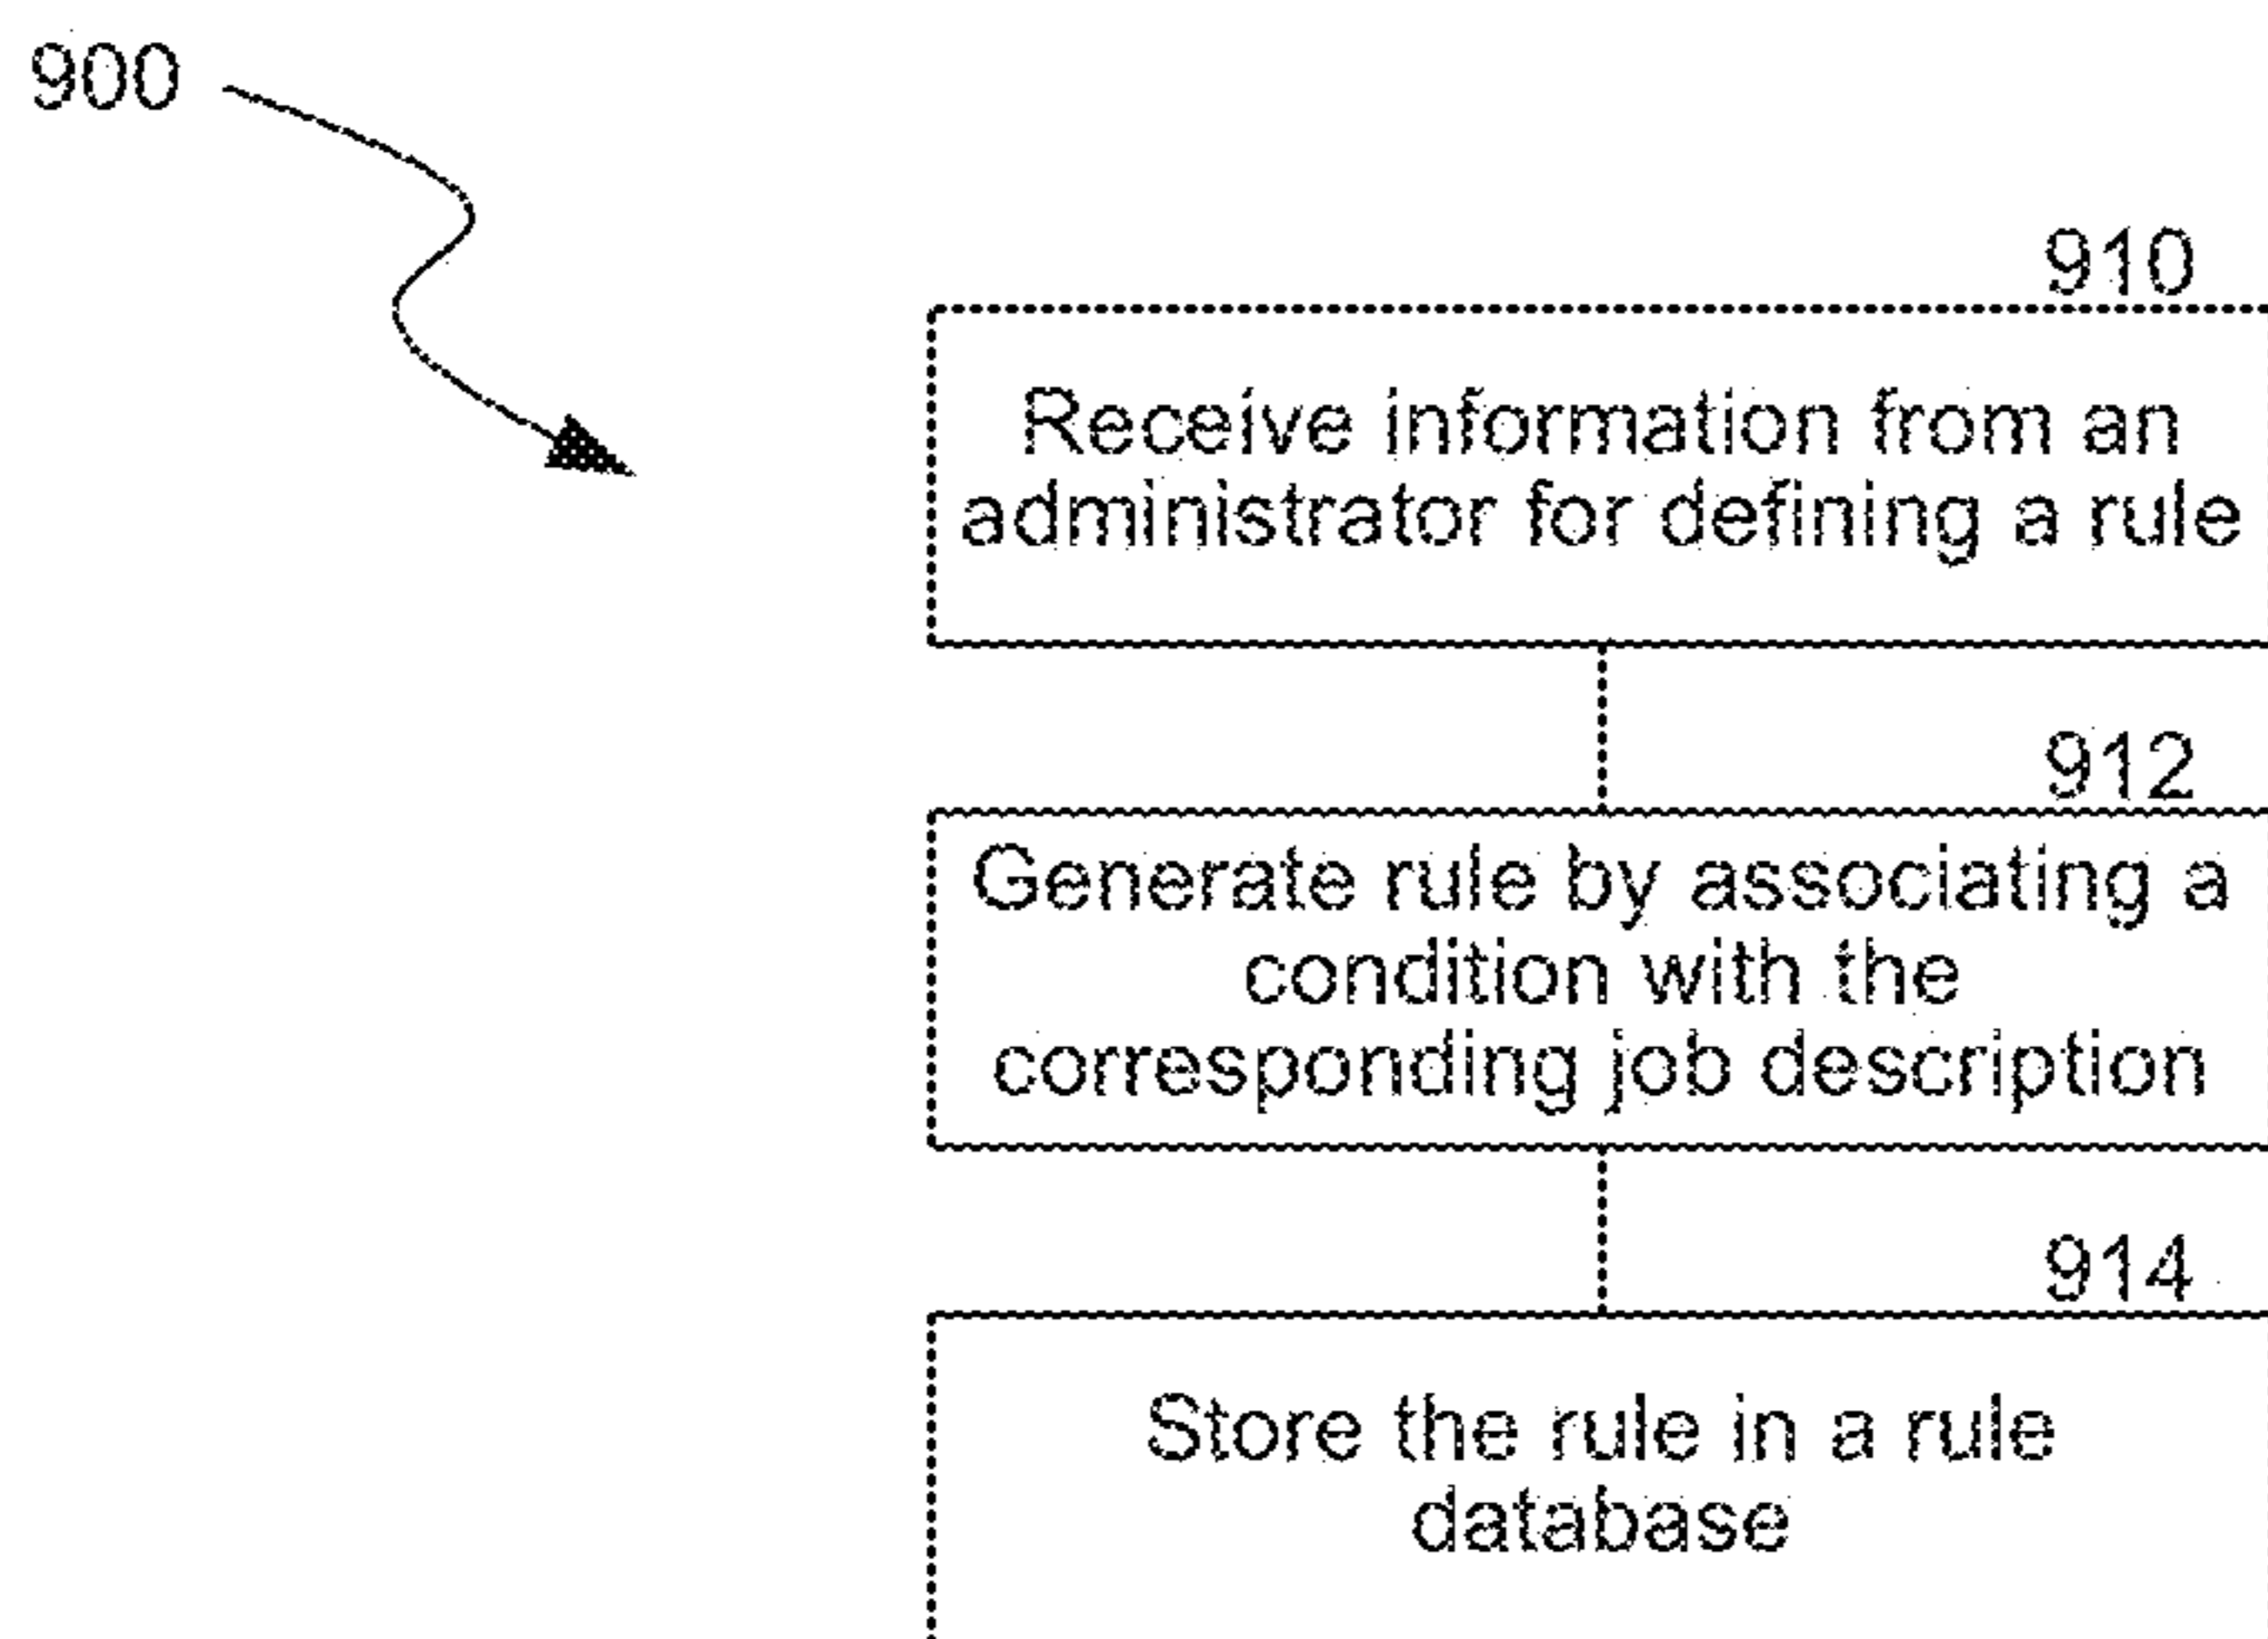 900
910
Receive information from an
administrator for defining a rule
912
Generate rule by associating a
condition with the
corresponding job description
914
Store the rule in a rule
database